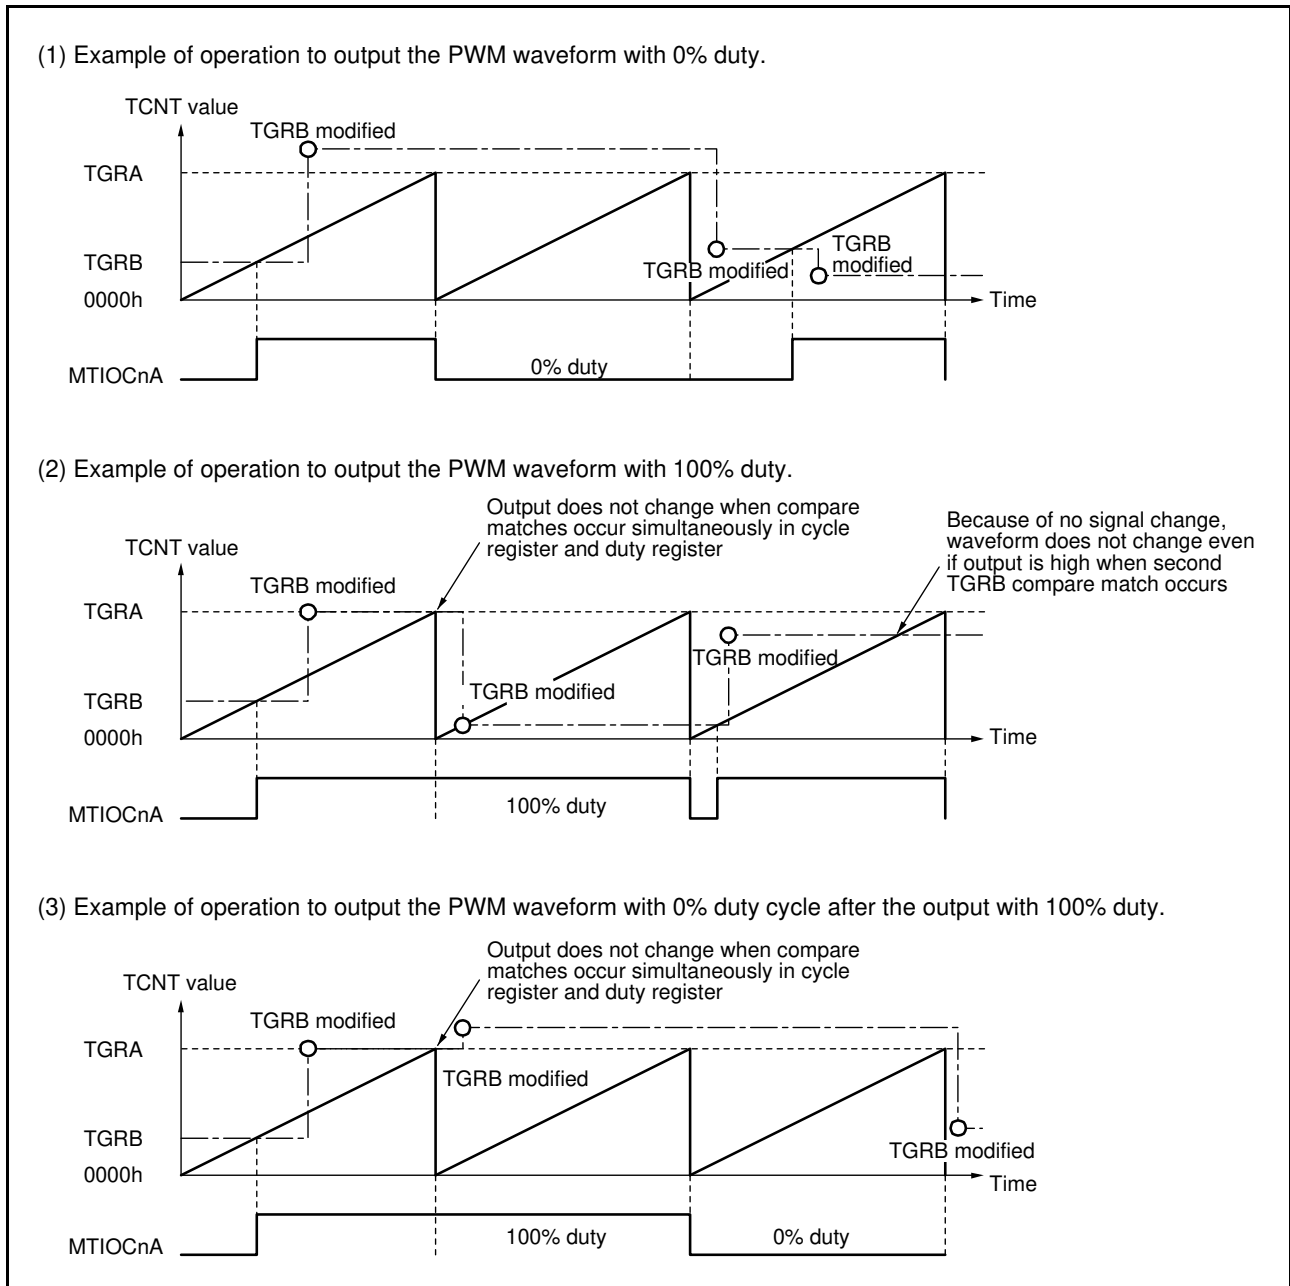 (1) Example of operation to output the PWM waveform with 0% duty.
TCNT value
TGRB modified
TGRA
TGRB
modified
TGRB
TGRB modified
0000h
Time
0% duty
MTIOCnA
(2) Example of operation to output the PWM waveform with 100% duty.
Output does not change when compare
matches occur simultaneously in cycle
register and duty register
Because of no signal change,
waveform does not change even
if output is high when second
TGRB compare match occurs
TCNT value
TGRB modified
TGRA
TGRB modified
TGRB modified
TGRB
0000h
Time
100% duty
MTIOCnA
(3) Example of operation to output the PWM waveform with 0% duty cycle after the output with 100% duty.
Output does not change when compare
matches occur simultaneously in cycle
register and duty register
TCNT value
TGRB modified
TGRA
TGRB modified
TGRB
TGRB modified
0000h
Time
100% duty
0% duty
MTIOCnA